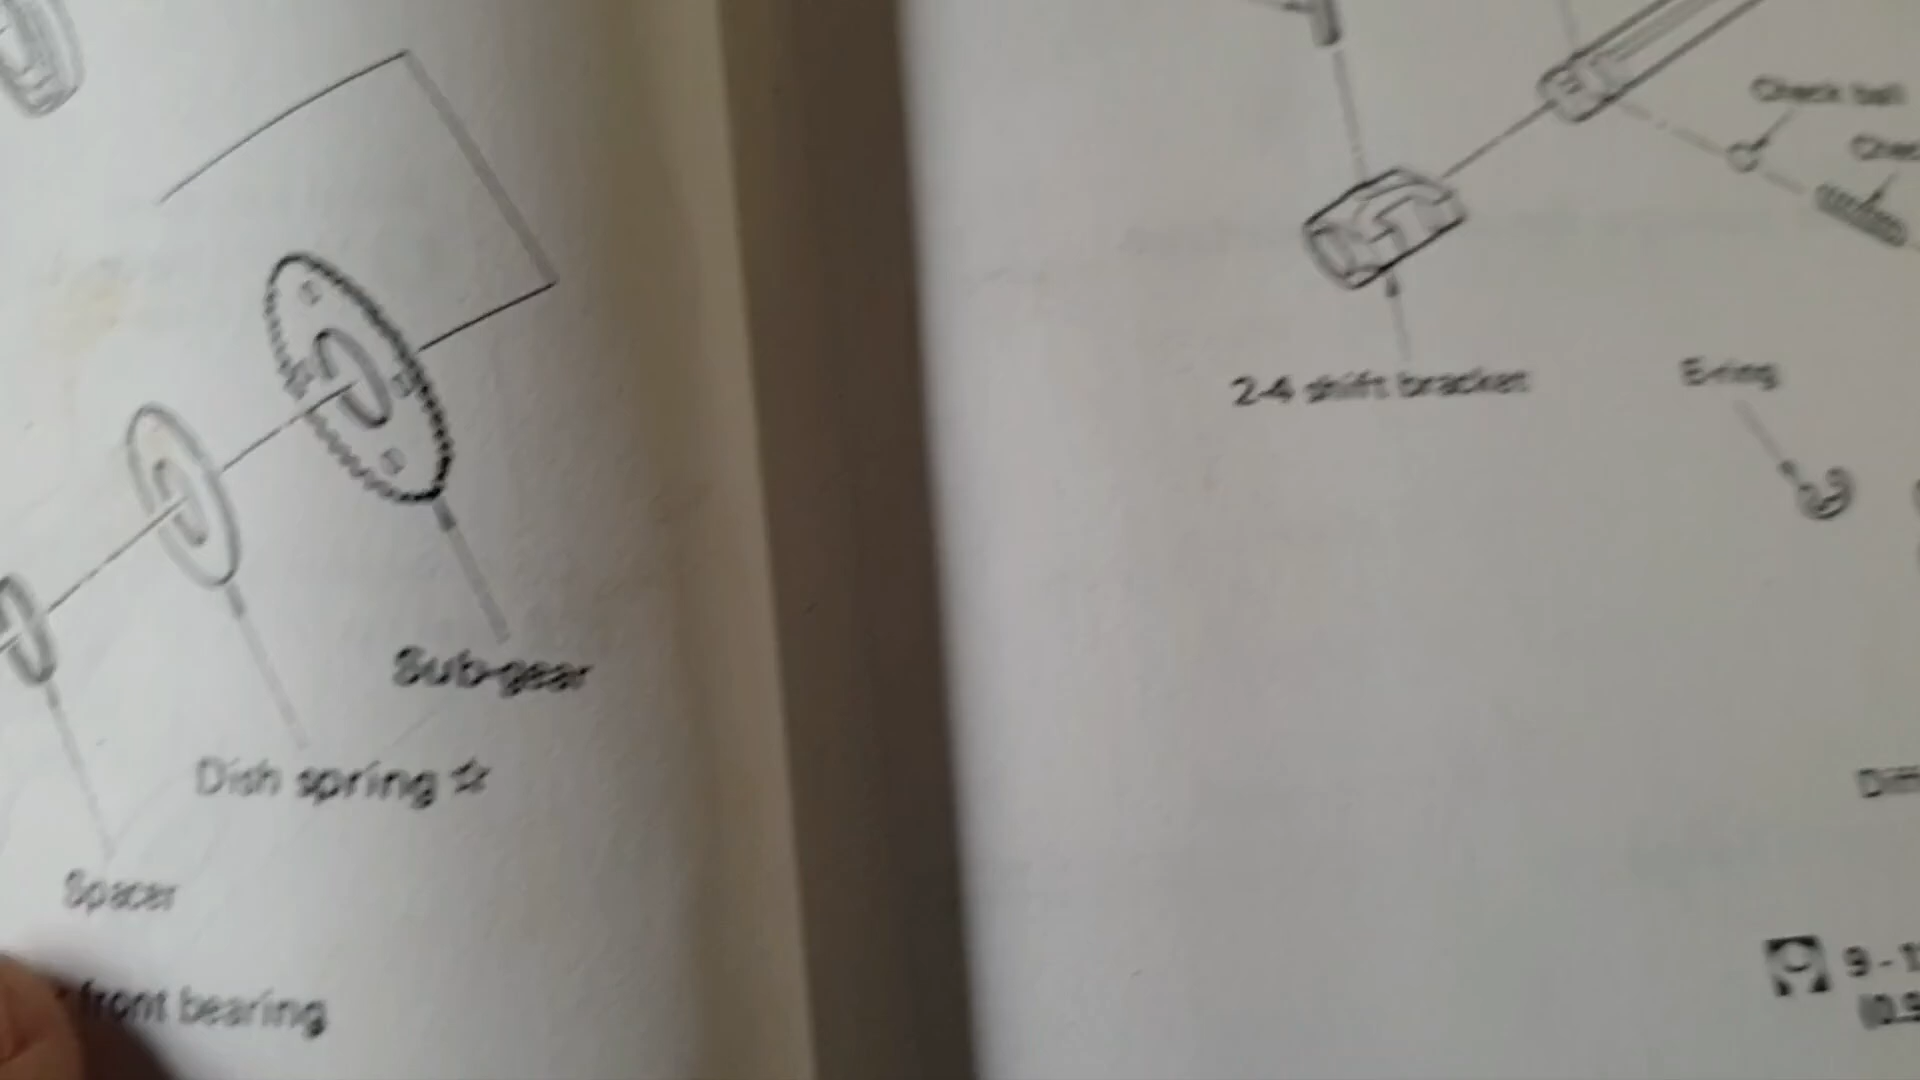 Sub-gear
Dish spring ☆
Spacer
front bearing
Check ball
2-4 shift bracket
E-ring